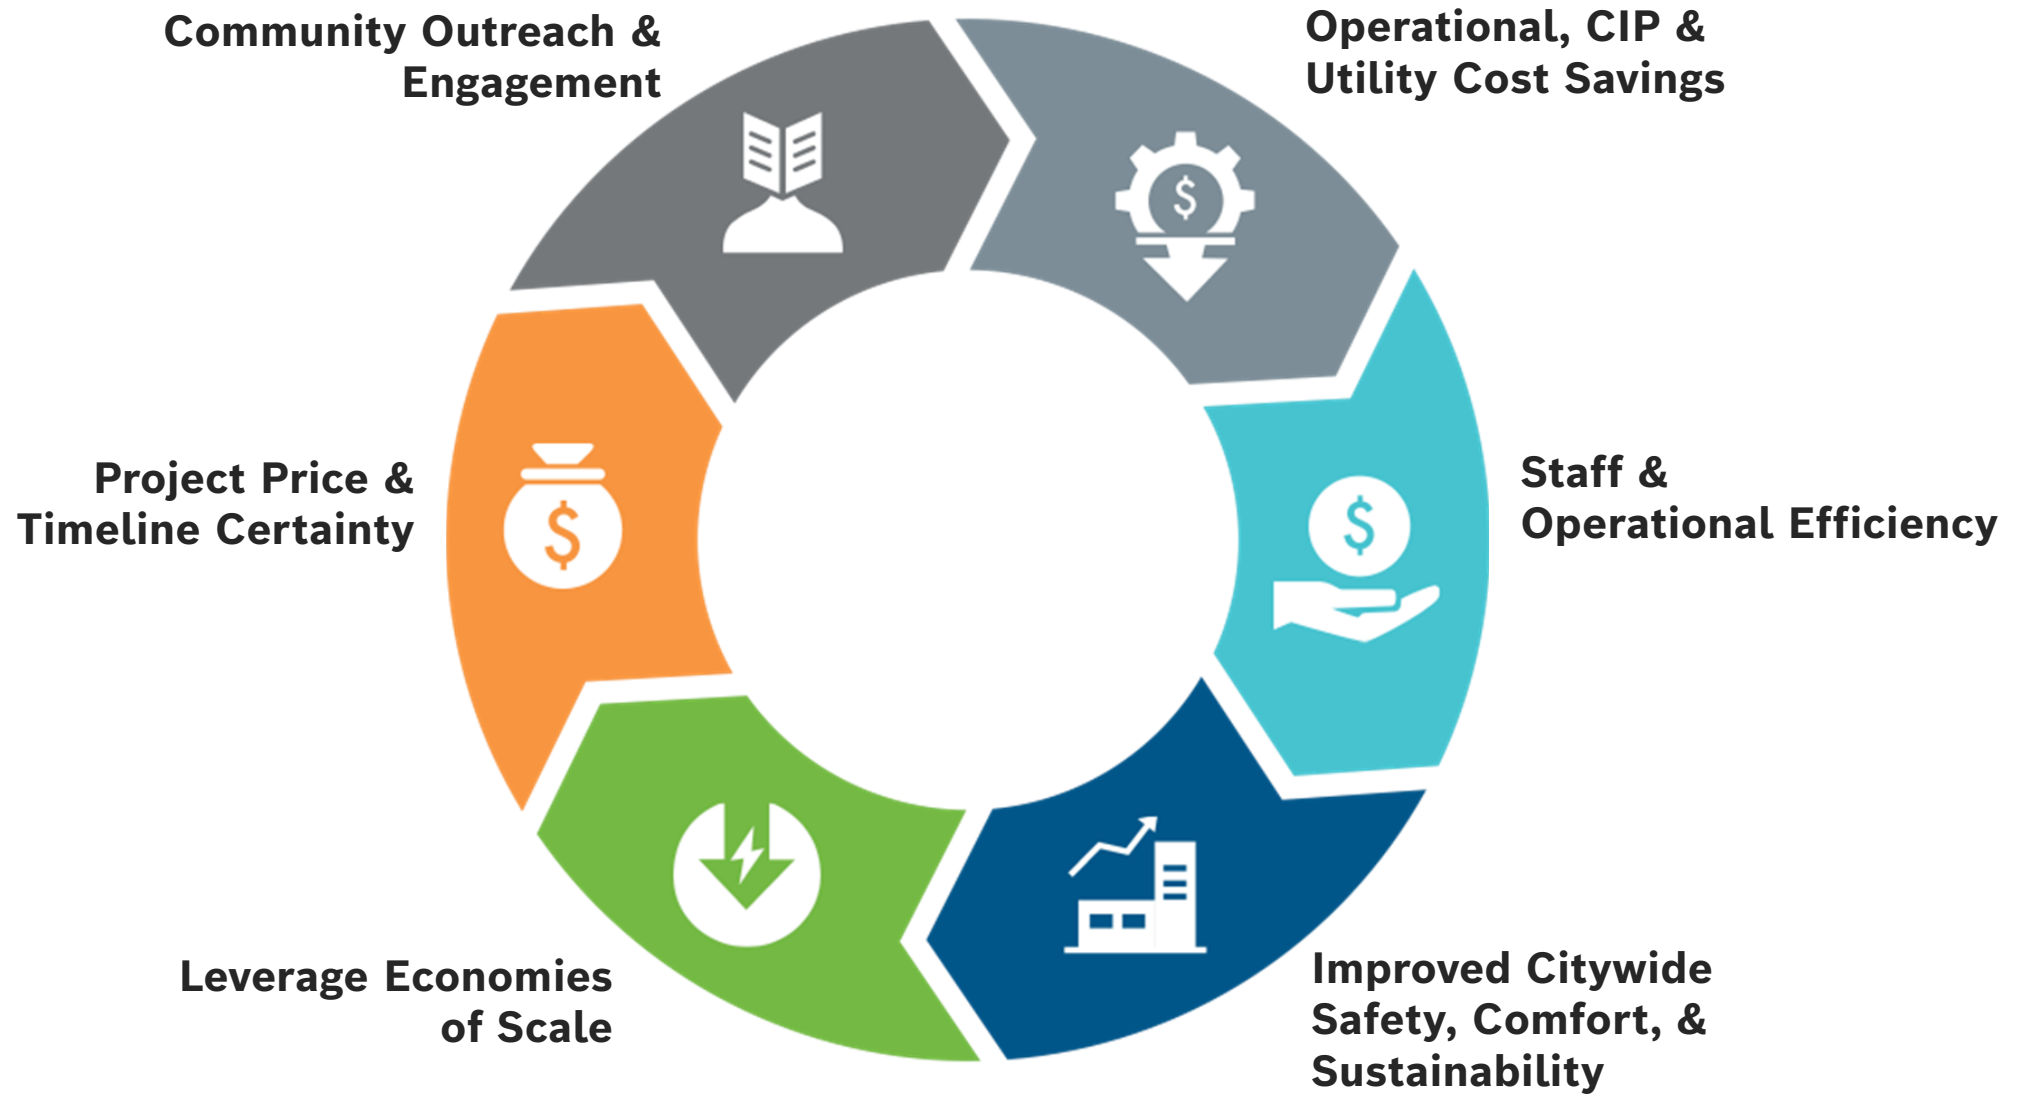 Community Outreach &
Engagement
Operational, CIP &
Utility Cost Savings
$
Project Price &
Timeline Certainty
$
Staff &
Operational Efficiency
$
Leverage Economies
of Scale
Improved Citywide
Safety, Comfort, &
Sustainability